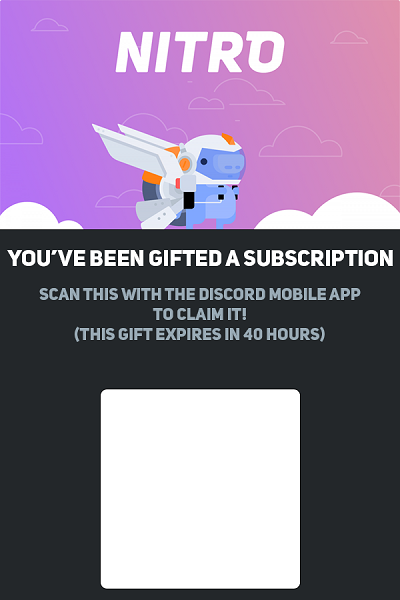 NITRO
YOU'VE BEEN GIFTED A SUBSCRIPTION
SCAN THIS WITH THE DISCORD MOBILE APP
TO CLAIM IT!
(THIS GIFT EXPIRES IN 40 HOURS)